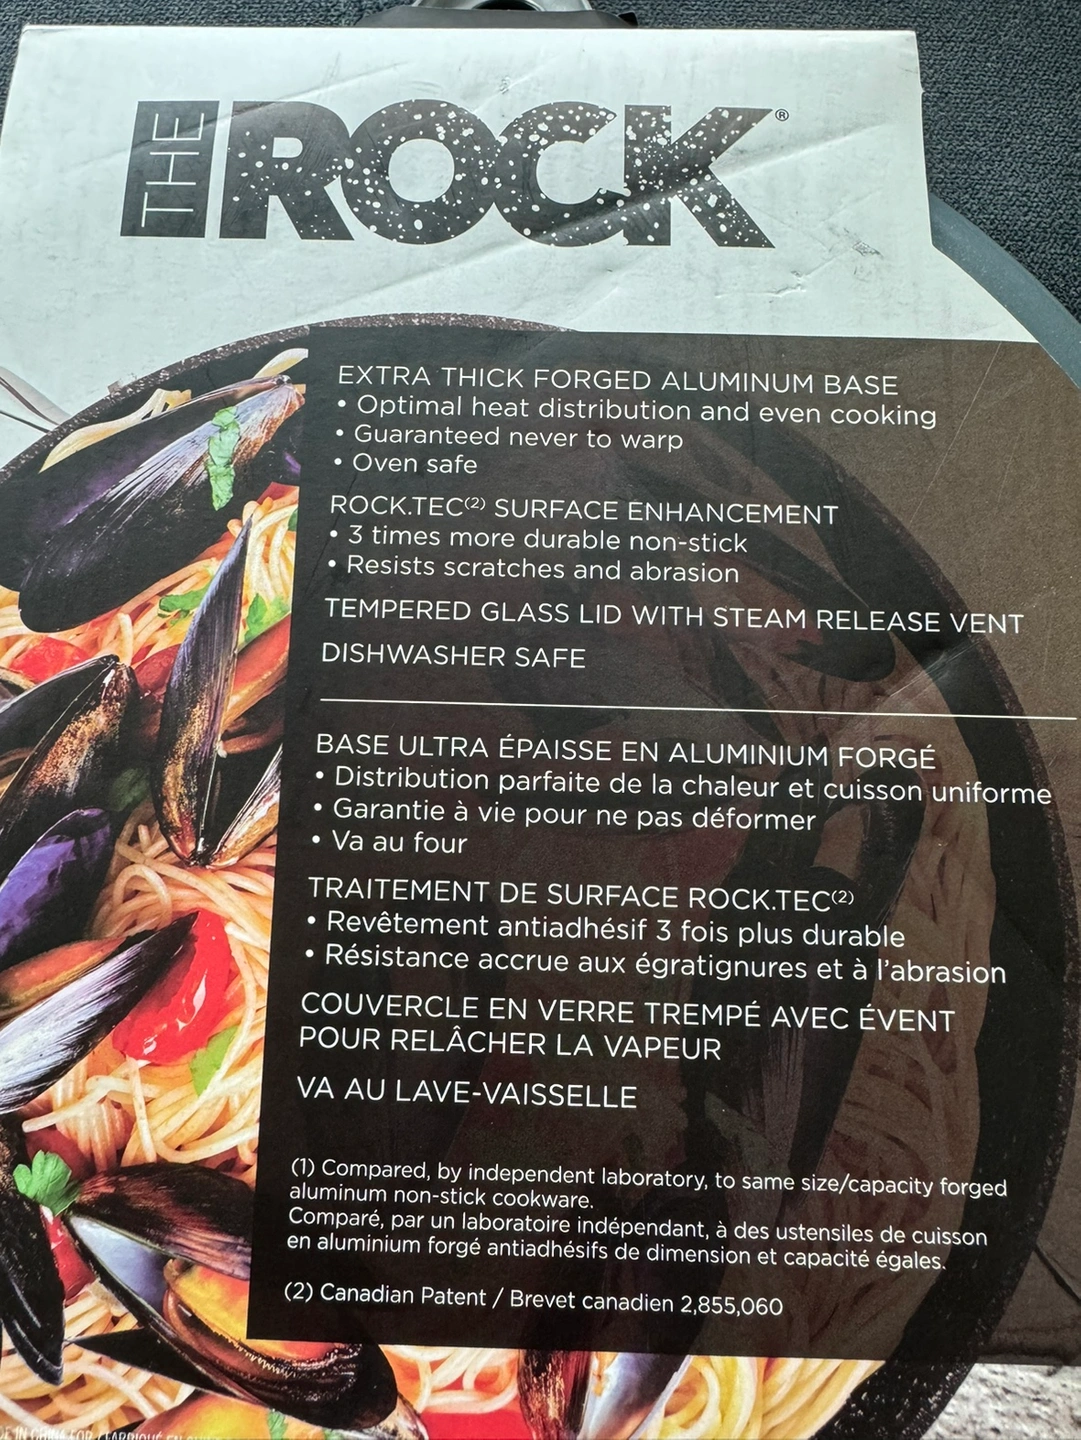 THE ROCK®
EXTRA THICK FORGED ALUMINUM BASE
• Optimal heat distribution and even cooking
• Guaranteed never to warp
• Oven safe
ROCK.TEC(2) SURFACE ENHANCEMENT
• 3 times more durable non-stick
• Resists scratches and abrasion
TEMPERED GLASS LID WITH STEAM RELEASE VENT
DISHWASHER SAFE
BASE ULTRA ÉPAISSE EN ALUMINIUM FORGÉ
• Distribution parfaite de la chaleur et cuisson uniforme
• Garantie à vie pour ne pas déformer
• Va au four
TRAITEMENT DE SURFACE ROCK.TEC(2)
• Revêtement antiadhésif 3 fois plus durable
• Résistance accrue aux égratignures et à l'abrasion
COUVERCLE EN VERRE TREMPÉ AVEC ÉVENT
POUR RELÂCHER LA VAPEUR
VA AU LAVE-VAISSELLE
(1) Compared, by independent laboratory, to same size/capacity forged
aluminum non-stick cookware.
Comparé, par un laboratoire indépendant, à des ustensiles de cuisson
en aluminium forgé antiadhésifs de dimension et capacité égales.
(2) Canadian Patent / Brevet canadien 2,855,060
IN CHINA FOR / FABRIQUÉ EN